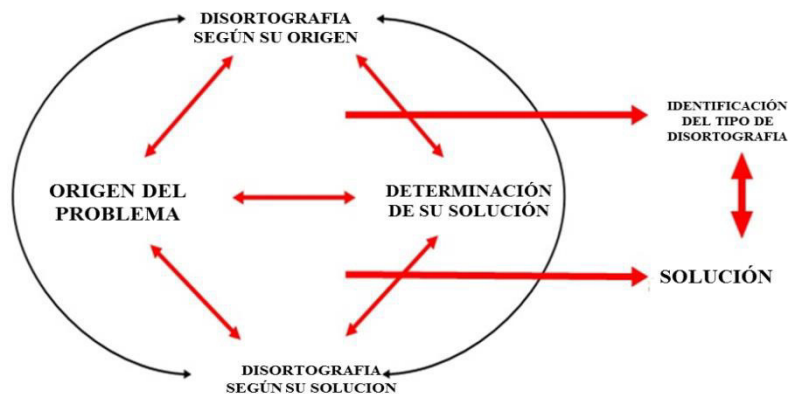 DISORTOGRAFIA
SEGÚN SU ORIGEN
IDENTIFICACIÓN
DEL TIPO DE
DISORTOGRAFIA
ORIGEN DEL
PROBLEMA
DETERMINACIÓN
DE SU SOLUCIÓN
SOLUCIÓN
DISORTOGRAFIA
SEGÚN SU SOLUCION